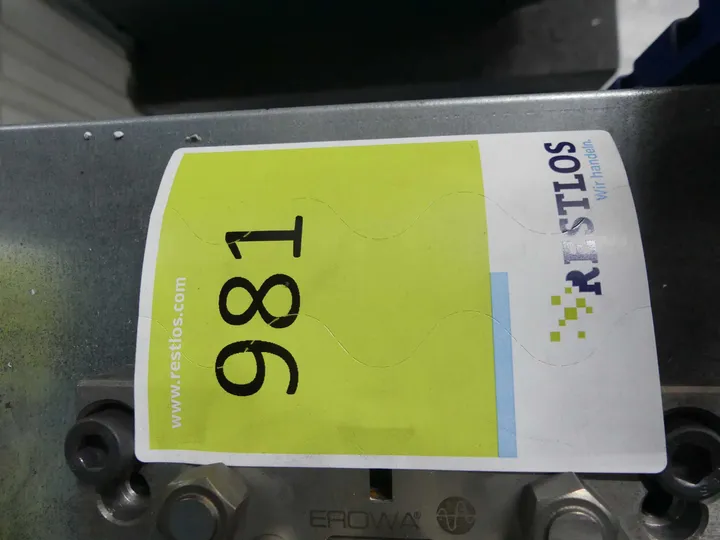 RESTLOS
Wir handeln.
981
www.restlos.com
EROWA®